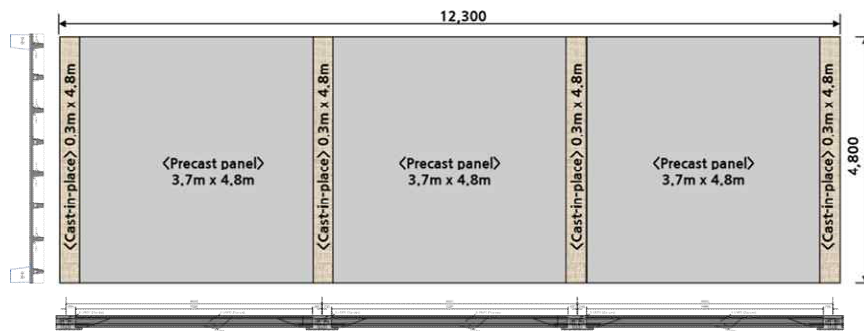 12,300
<Cast-in-place> 0.3m x 4.8m
<Precast panel>
3.7m x 4.8m
<Cast-in-place> 0.3m x 4.8m
<Precast panel>
3.7m x 4.8m
<Cast-in-place> 0.3m x 4.8m
<Precast panel>
3.7m x 4.8m
<Cast-in-place> 0.3m x 4.8m
4,800